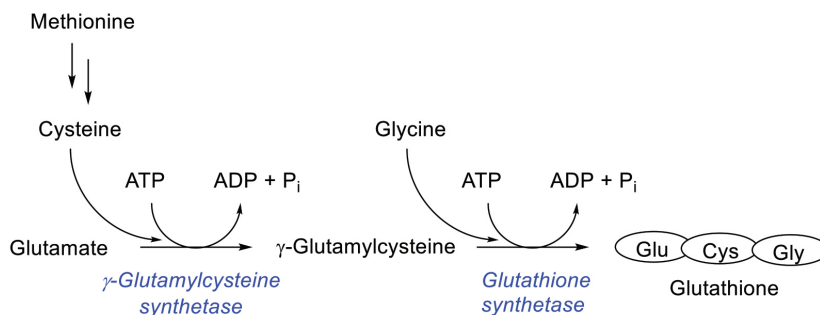 Methionine
Cysteine
Glycine
ATP
ADP + Pi
ATP
ADP + Pi
Glutamate
γ-Glutamylcysteine
Glu
Cys
Gly
γ-Glutamylcysteine
synthetase
Glutathione
synthetase
Glutathione